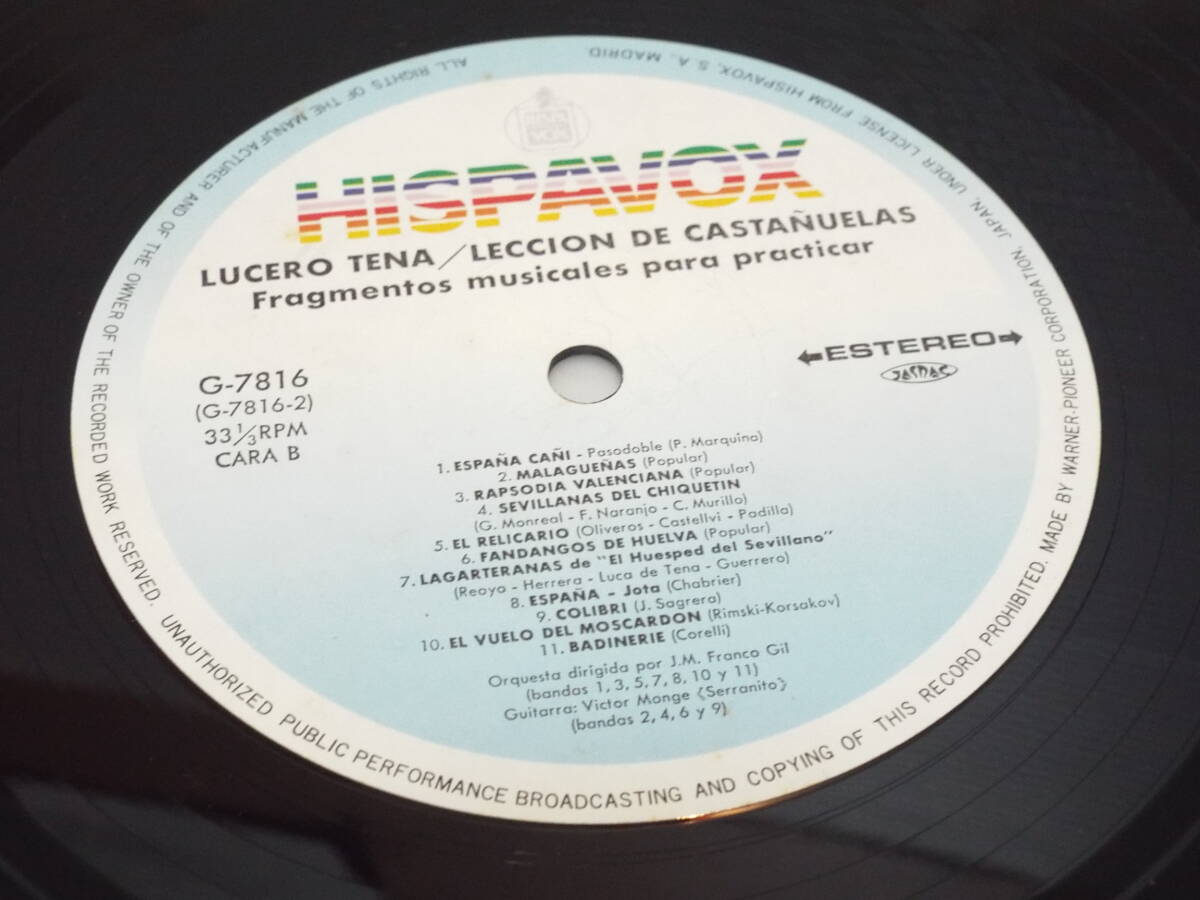 HISPAVOX
LUCERO TENA/LECCION DE CASTAÑUELAS
Fragmentos musicales para practicar
G-7816
(G-7816-2)
33 1/3 RPM
CARA B
ESTEREO
1. ESPAÑA CAÑI - Pasodoble (P. Marquina)
2. MALAGUEÑAS (Popular)
3. RAPSODIA VALENCIANA (Popular)
4. SEVILLANAS DEL CHIQUETIN
(G. Monreal - F. Naranjo - C. Murillo)
5. EL RELICARIO (Oliveros - Castellvi - Padilla)
6. FANDANGOS DE HUELVA (Popular)
7. LAGARTERANAS de "El Huesped del Sevillano"
(Reoyo - Herrera - Luca de Tena - Guerrero)
8. ESPAÑA - Jota (Chabrier)
9. COLIBRI (J. Sagrera)
10. EL VUELO DEL MOSCARDON (Rimski-Korsakov)
11. BADINERIE (Corelli)
Orquesta dirigida por J.M. Franco Gil
(bandas 1, 3, 5, 7, 8, 10 y 11)
Guitarra: Victor Monge《Serranito》
(bandas 2, 4, 6 y 9)
ALL RIGHTS OF THE MANUFACTURER AND OF THE OWNER OF THE RECORDED WORK RESERVED. UNAUTHORIZED PUBLIC PERFORMANCE BROADCASTING AND COPYING OF THIS RECORD PROHIBITED. MADE BY WARNER-PIONEER CORPORATION, JAPAN, UNDER LICENSE FROM HISPAVOX, S. A., MADRID.